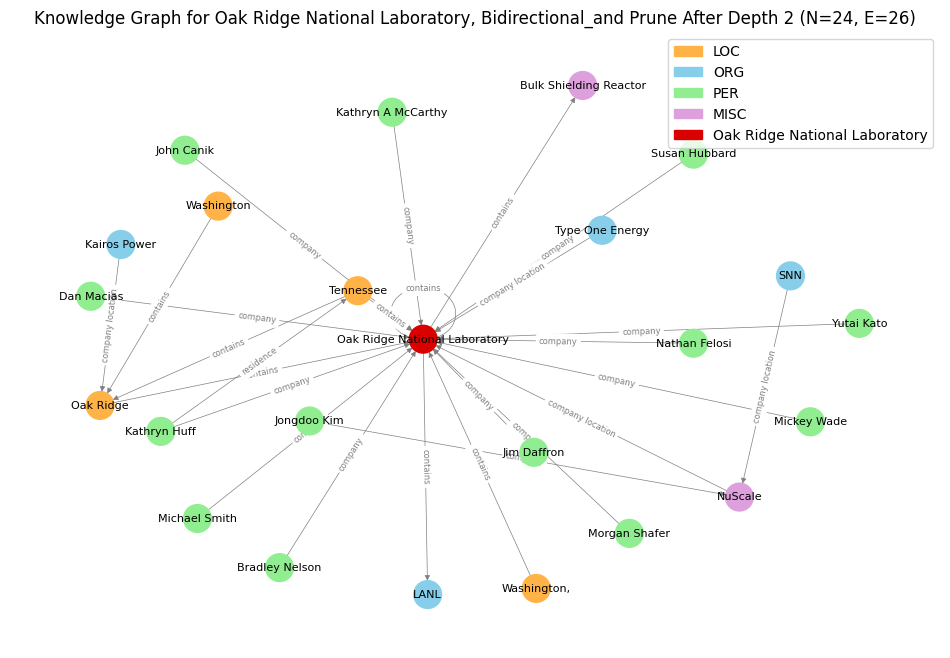 Knowledge Graph for Oak Ridge National Laboratory, Bidirectional_and Prune After Depth 2 (N=24, E=26)
LOC
ORG
PER
MISC
Oak Ridge National Laboratory
Bulk Shielding Reactor
Kathryn A McCarthy
John Canik
Susan Hubbard
Washington
contains
company
Type One Energy
Kairos Power
company
company
SNN
company location
contains
Tennessee
Dan Macias
contains
company location
contains
company
Yutai Kato
company
Oak Ridge National Laboratory
company
Nathan Felosi
contains
residence
company
company
company location
company
Oak Ridge
Jongdoo Kim
company location
Mickey Wade
Kathryn Huff
Jim Daffron
company
contains
contains
NuScale
Michael Smith
Morgan Shafer
Bradley Nelson
Washington,
LANL